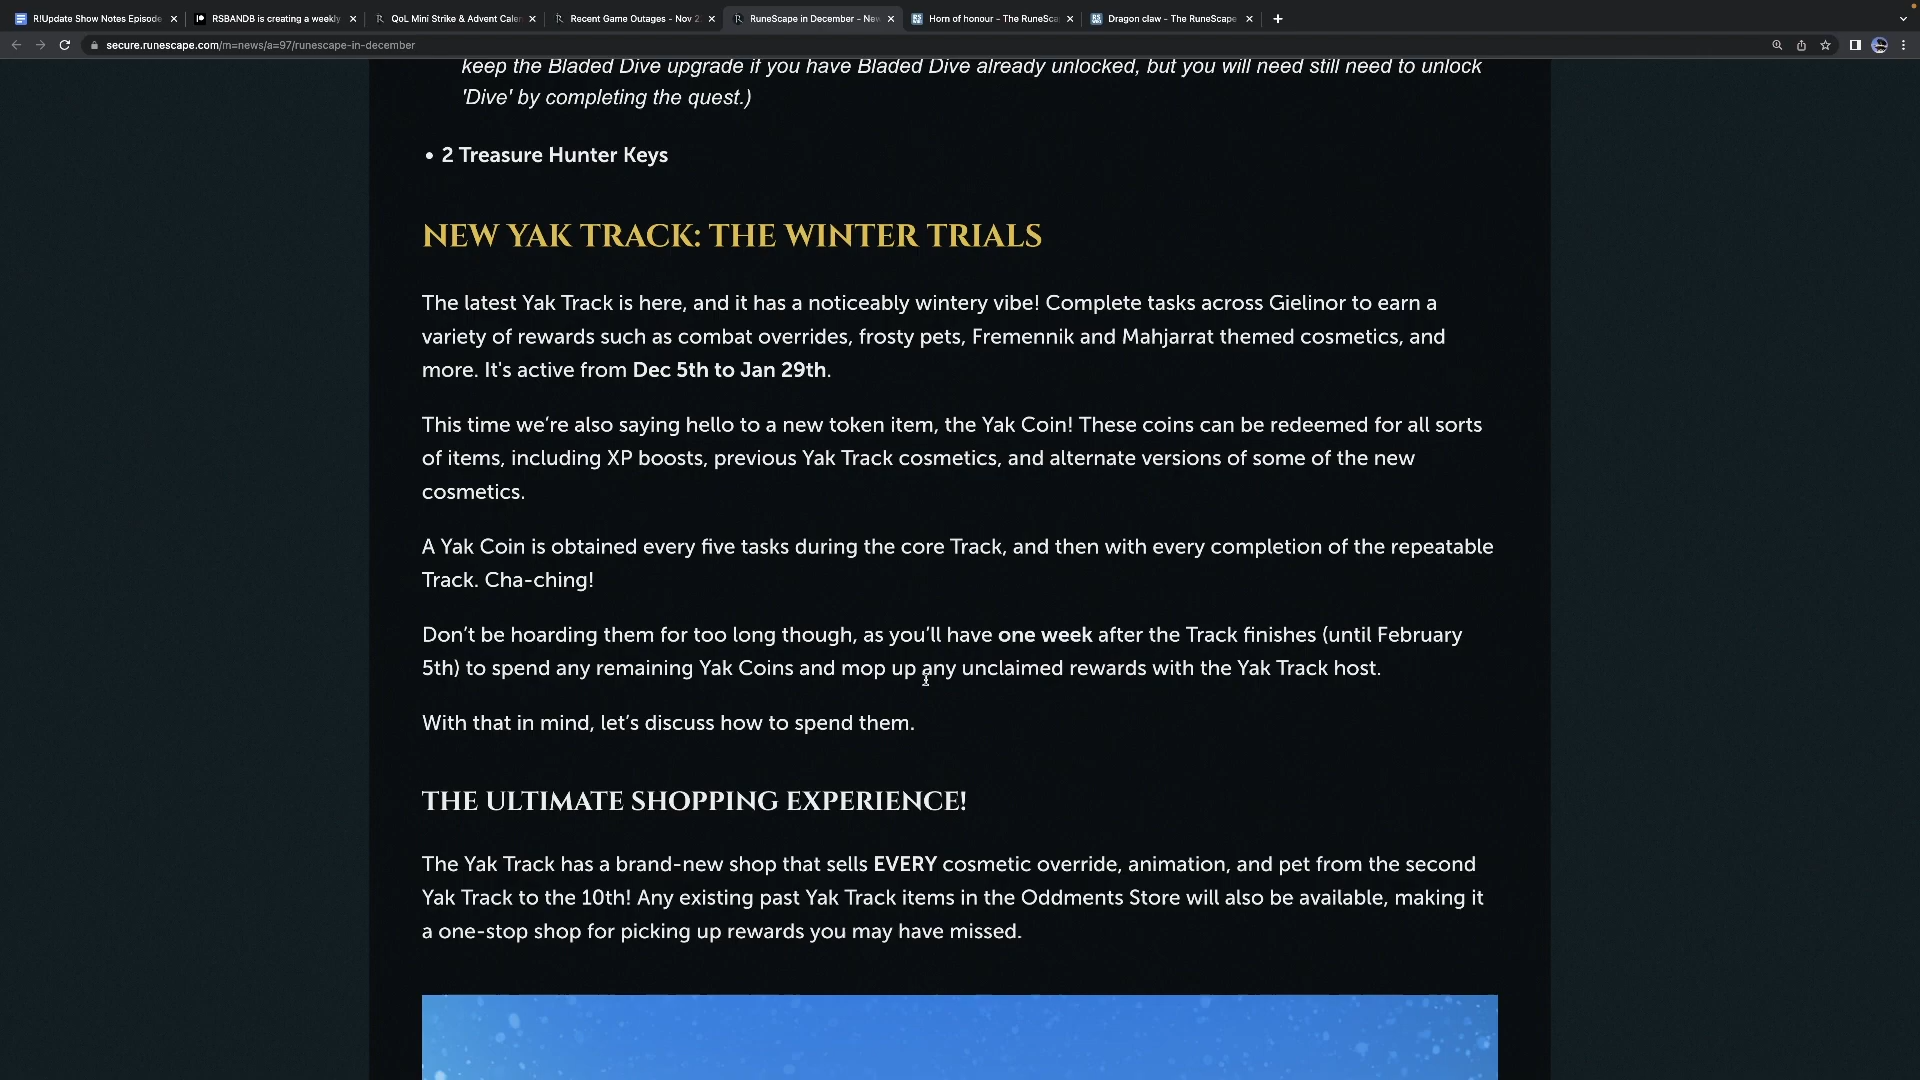 R!Update Show Notes Episode
RSBANDB is creating a weekly
QoL Mini Strike & Advent Calen
Recent Game Outages - Nov 2
RuneScape in December - New
Horn of honour - The RuneSca
Dragon claw - The RuneScape
secure.runescape.com/m=news/a=97/runescape-in-december
keep the Bladed Dive upgrade if you have Bladed Dive already unlocked, but you will need still need to unlock
'Dive' by completing the quest.)
• 2 Treasure Hunter Keys
NEW YAK TRACK: THE WINTER TRIALS
The latest Yak Track is here, and it has a noticeably wintery vibe! Complete tasks across Gielinor to earn a
variety of rewards such as combat overrides, frosty pets, Fremennik and Mahjarrat themed cosmetics, and
more. It's active from Dec 5th to Jan 29th.
This time we’re also saying hello to a new token item, the Yak Coin! These coins can be redeemed for all sorts
of items, including XP boosts, previous Yak Track cosmetics, and alternate versions of some of the new
cosmetics.
A Yak Coin is obtained every five tasks during the core Track, and then with every completion of the repeatable
Track. Cha-ching!
Don’t be hoarding them for too long though, as you’ll have one week after the Track finishes (until February
5th) to spend any remaining Yak Coins and mop up any unclaimed rewards with the Yak Track host.
With that in mind, let’s discuss how to spend them.
THE ULTIMATE SHOPPING EXPERIENCE!
The Yak Track has a brand-new shop that sells EVERY cosmetic override, animation, and pet from the second
Yak Track to the 10th! Any existing past Yak Track items in the Oddments Store will also be available, making it
a one-stop shop for picking up rewards you may have missed.